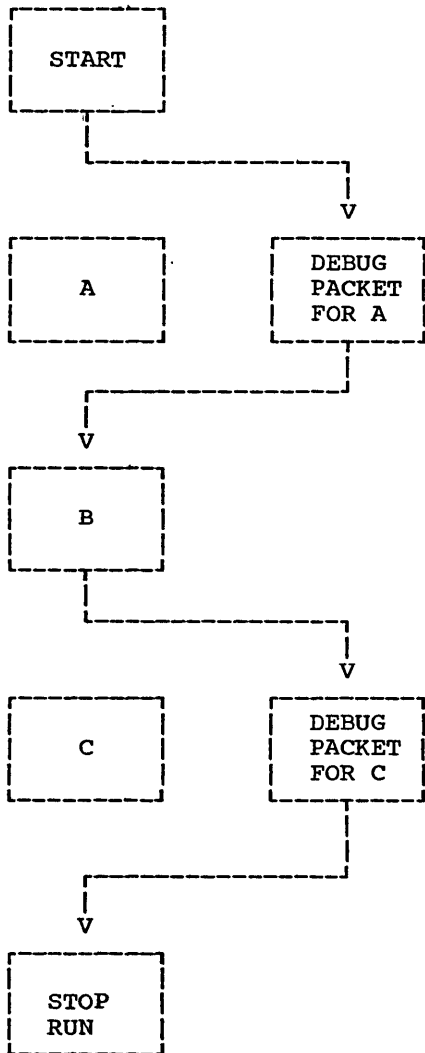 START
V
A
DEBUG
PACKET
FOR A
V
B
V
C
DEBUG
PACKET
FOR C
V
STOP
RUN